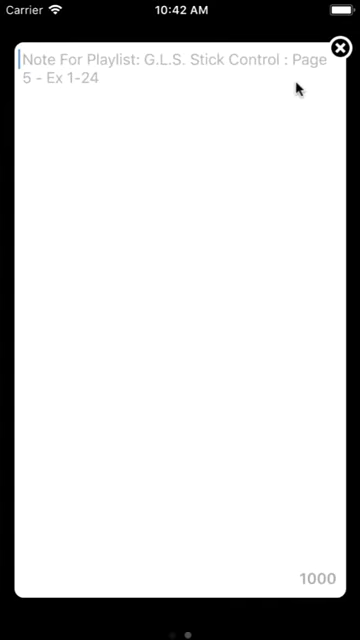 Carrier 10:42 AM
Note For Playlist: G.L.S. Stick Control : Page
5 - Ex 1-24
1000